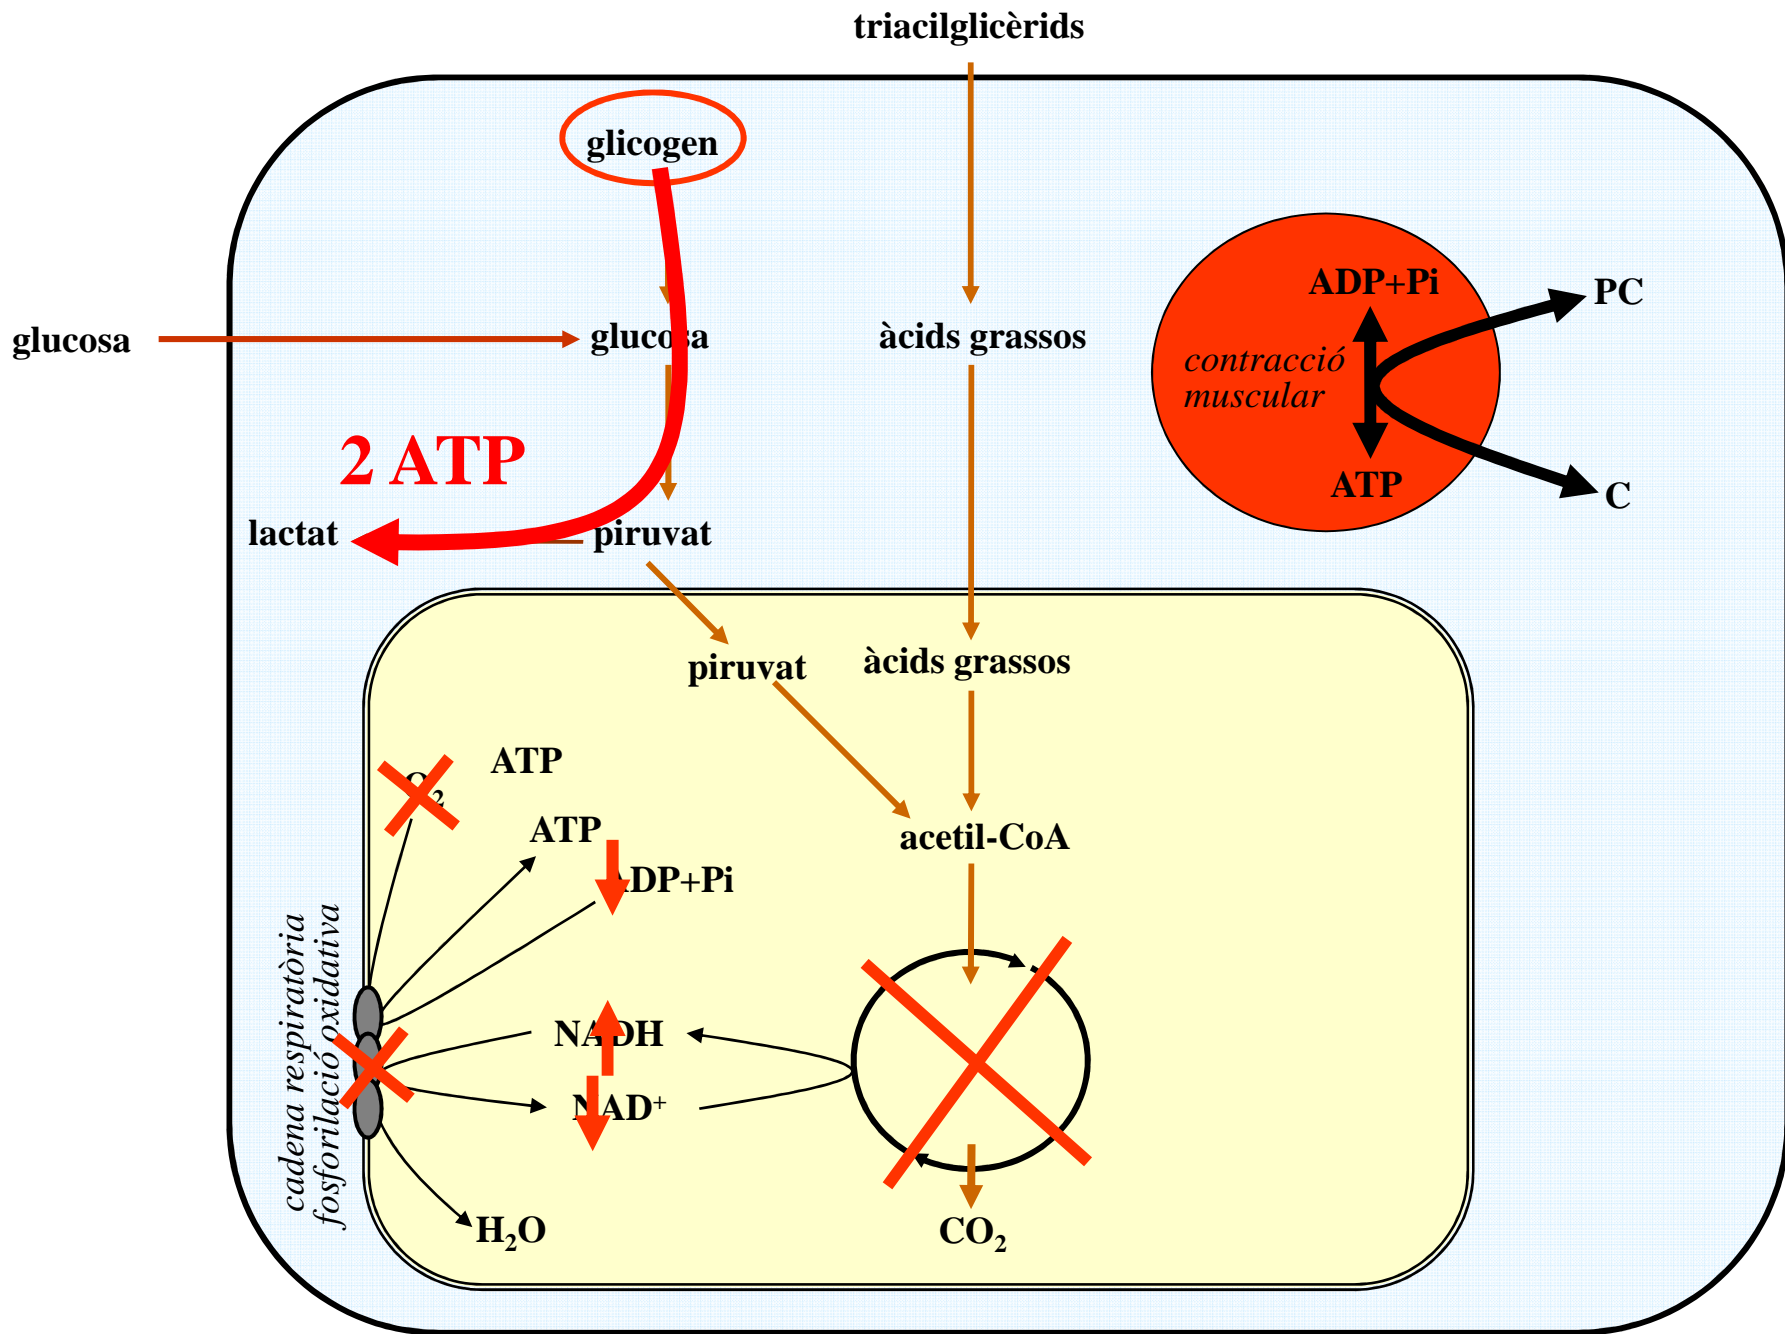 triacilglicèrids
glicogen
glucosa
glucosa
àcids grassos
ADP+Pi
PC
contracció
muscular
ATP
C
2 ATP
lactat
piruvat
piruvat
àcids grassos
O₂
ATP
ATP
ADP+Pi
acetil-CoA
cadena respiratòria
fosforilació oxidativa
NADH
NAD⁺
H₂O
CO₂